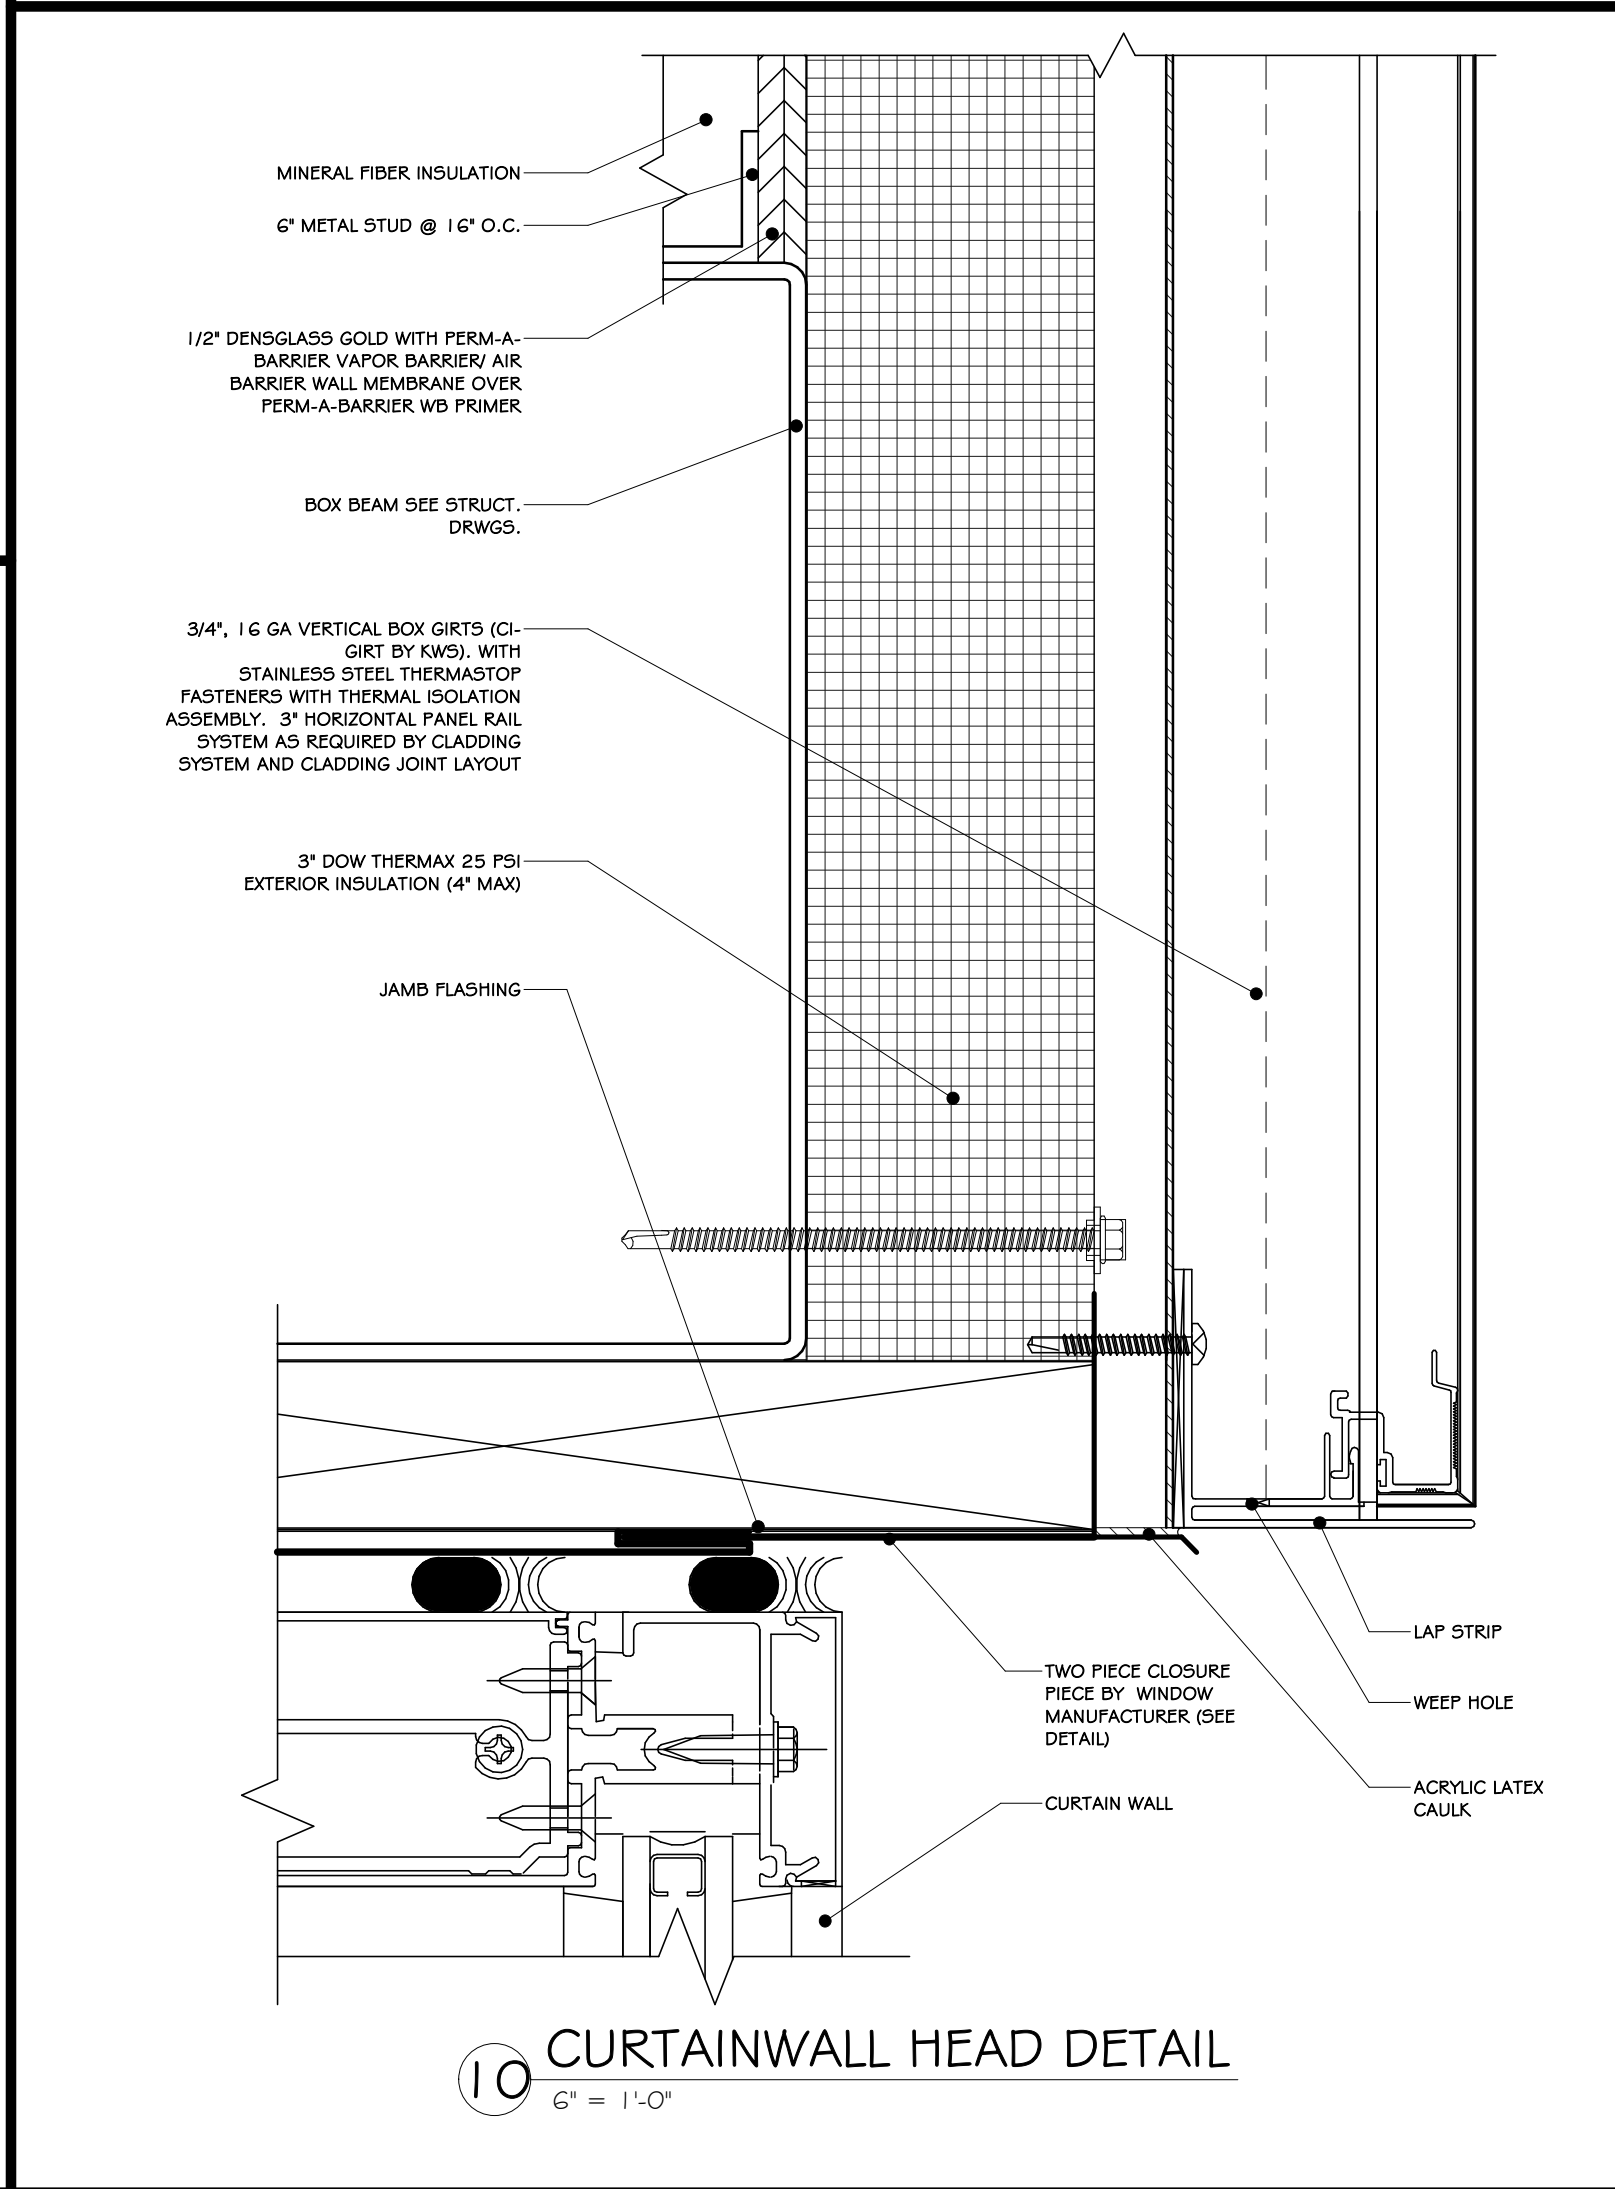 MINERAL FIBER INSULATION
6" METAL STUD @ 16" O.C.
1/2" DENSGLASS GOLD WITH PERM-A-
BARRIER VAPOR BARRIER/ AIR
BARRIER WALL MEMBRANE OVER
PERM-A-BARRIER WB PRIMER
BOX BEAM SEE STRUCT.
DRWGS.
3/4", 16 GA VERTICAL BOX GIRTS (CI-
GIRT BY KWS). WITH
STAINLESS STEEL THERMASTOP
FASTENERS WITH THERMAL ISOLATION
ASSEMBLY. 3" HORIZONTAL PANEL RAIL
SYSTEM AS REQUIRED BY CLADDING
SYSTEM AND CLADDING JOINT LAYOUT
3" DOW THERMAX 25 PSI
EXTERIOR INSULATION (4" MAX)
JAMB FLASHING
LAP STRIP
TWO PIECE CLOSURE
PIECE BY WINDOW
MANUFACTURER (SEE
DETAIL)
WEEP HOLE
ACRYLIC LATEX
CAULK
CURTAIN WALL
10 CURTAINWALL HEAD DETAIL
6" = 1'-0"